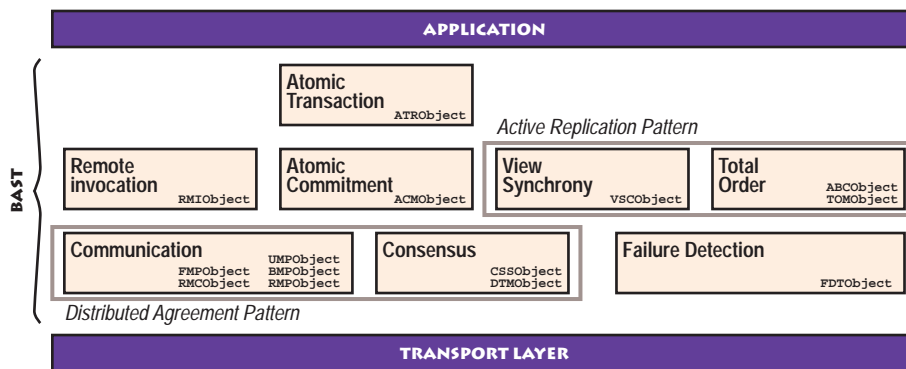 APPLICATION
BAST
Atomic
Transaction
ATRObject
Active Replication Pattern
Remote
invocation
RMIObject
Atomic
Commitment
ACMObject
View
Synchrony
VSCObject
Total
Order
ABCObject
TOMObject
Communication
UMPObject
FMPObject BMPObject
RMCObject RMPObject
Consensus
CSSObject
DTMObject
Failure Detection
FDTObject
Distributed Agreement Pattern
TRANSPORT LAYER